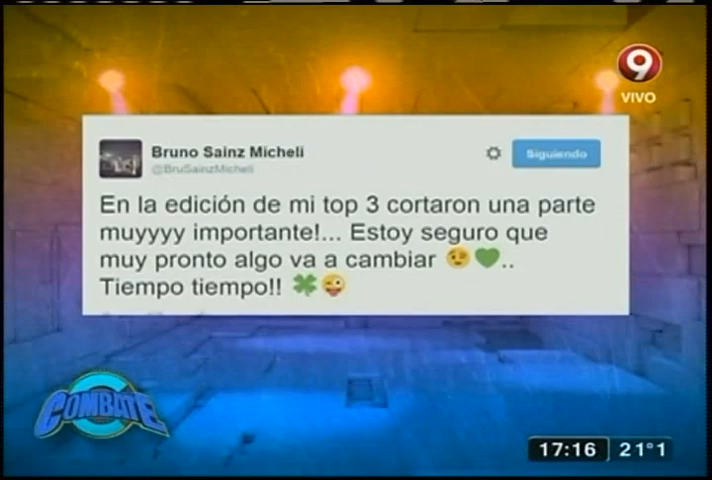 9
VIVO
Bruno Sainz Micheli
Siguiendo
@BruSainzMicheli
En la edición de mi top 3 cortaron una parte
muyyyy importante!... Estoy seguro que
muy pronto algo va a cambiar 😉💚..
Tiempo tiempo!! 🍀😜
COMBATE
17:16 21°1